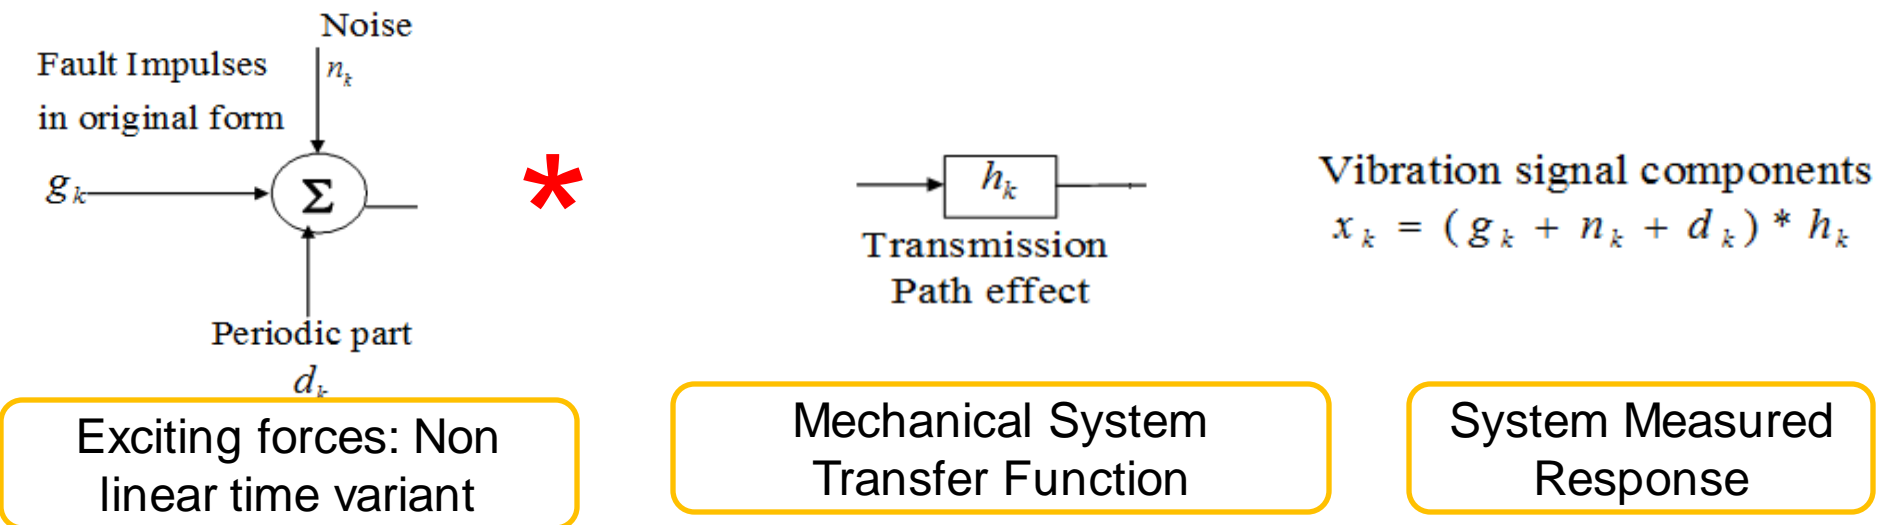 Noise
n_k
Fault Impulses
in original form
g_k
Σ
Periodic part
d_k
*
h_k
Transmission
Path effect
Vibration signal components
x_k = ( g_k + n_k + d_k ) * h_k
Exciting forces: Non
linear time variant
Mechanical System
Transfer Function
System Measured
Response